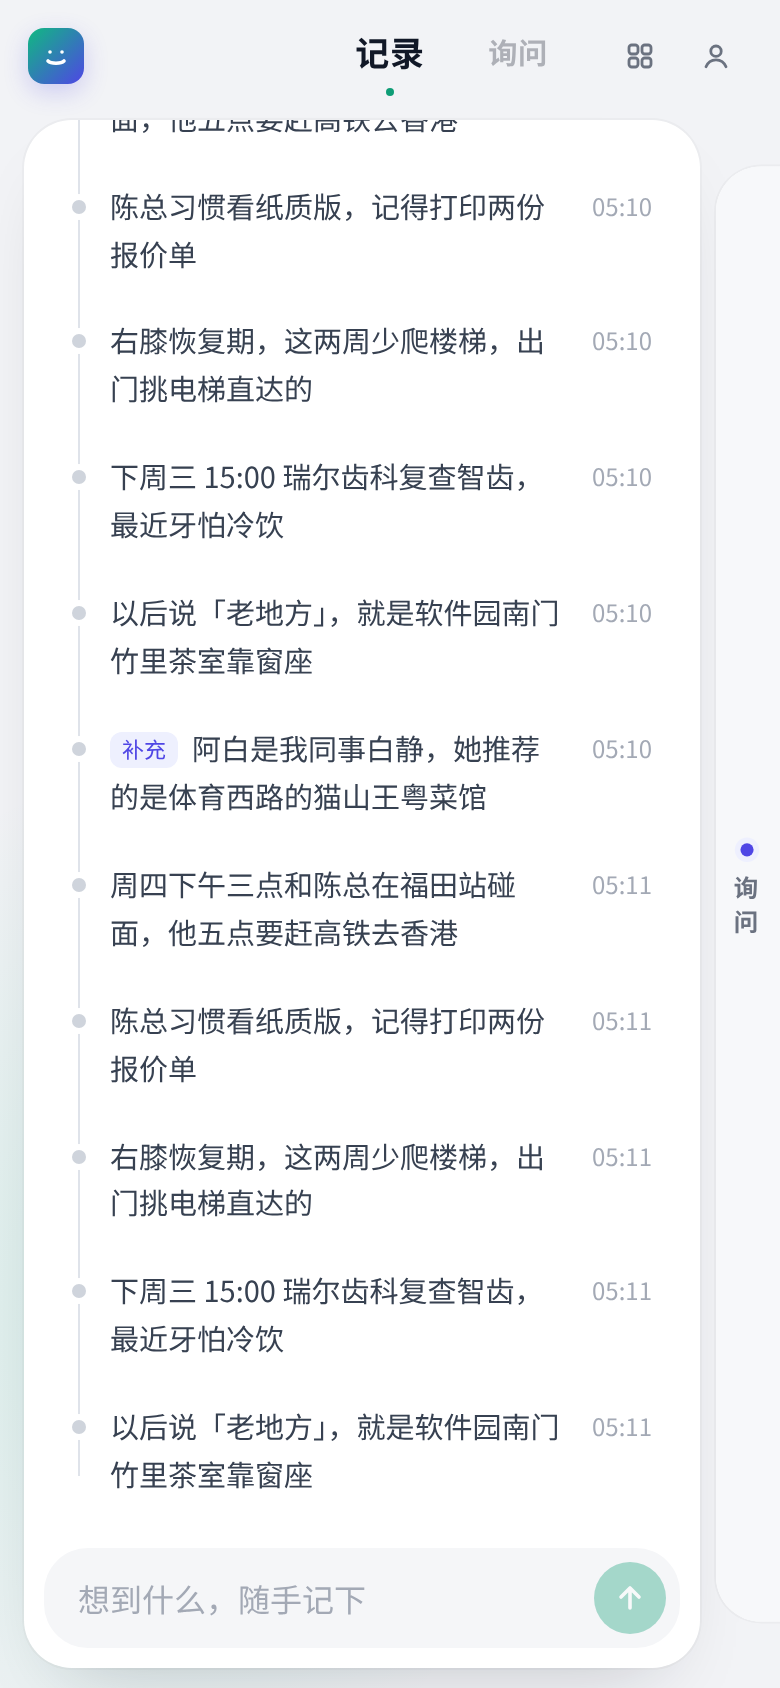 记录
询问
面，他五点要赶高铁去香港
陈总习惯看纸质版，记得打印两份
05:10
报价单
右膝恢复期，这两周少爬楼梯，出
05:10
门挑电梯直达的
下周三 15:00 瑞尔齿科复查智齿，
05:10
最近牙怕冷饮
以后说「老地方」，就是软件园南门
05:10
竹里茶室靠窗座
补充 阿白是我同事白静，她推荐
05:10
的是体育西路的猫山王粤菜馆
周四下午三点和陈总在福田站碰
05:11
面，他五点要赶高铁去香港
陈总习惯看纸质版，记得打印两份
05:11
报价单
右膝恢复期，这两周少爬楼梯，出
05:11
门挑电梯直达的
下周三 15:00 瑞尔齿科复查智齿，
05:11
最近牙怕冷饮
以后说「老地方」，就是软件园南门
05:11
竹里茶室靠窗座
想到什么，随手记下
询
问